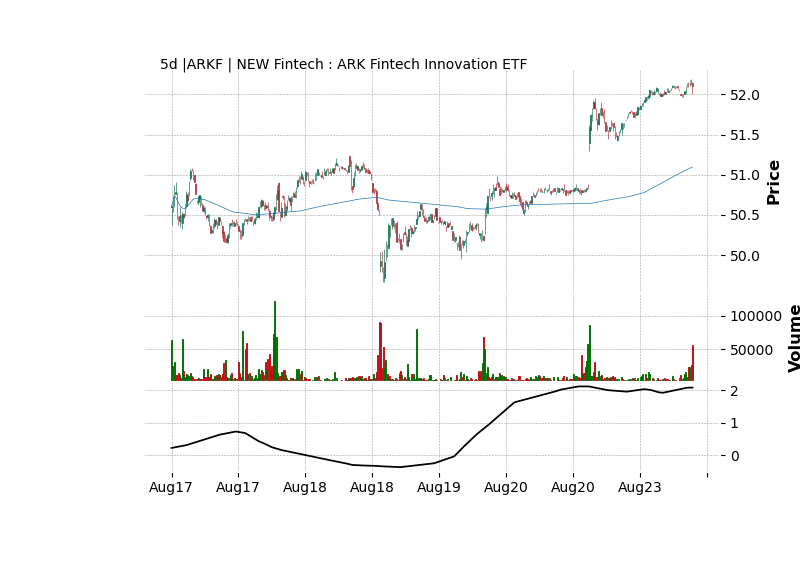 5d |ARKF | NEW Fintech : ARK Fintech Innovation ETF
52.0
51.5
51.0
50.5
50.0
Price
100000
50000
Volume
2
1
0
Aug17 Aug17 Aug18 Aug18 Aug19 Aug20 Aug20 Aug23